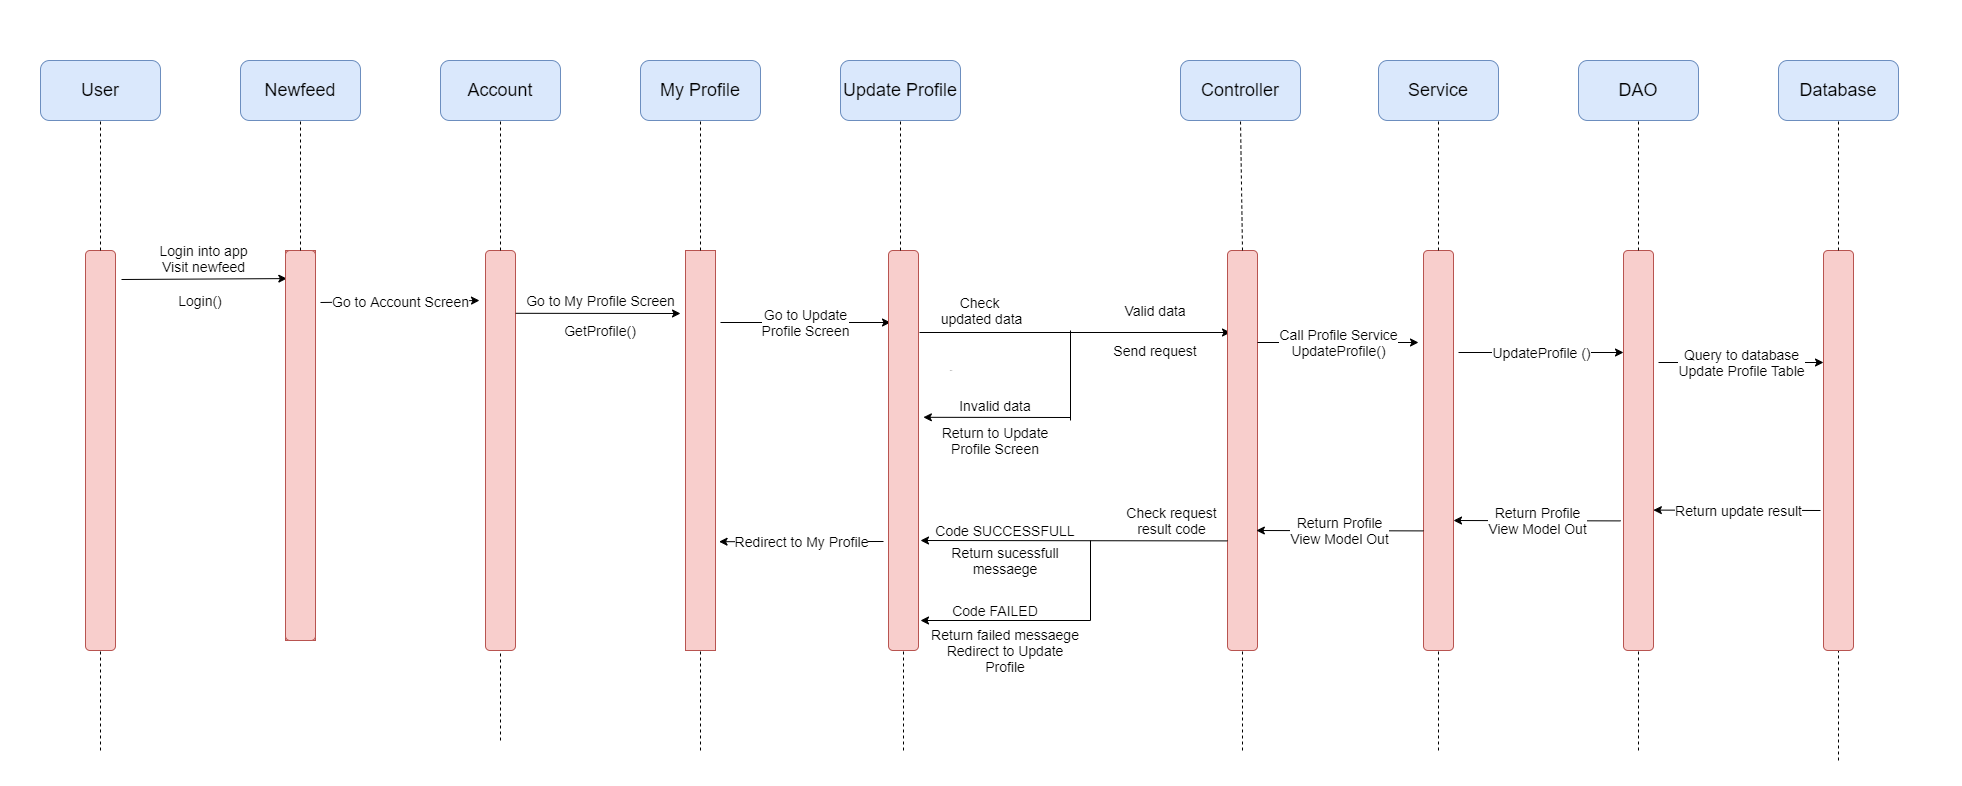 User
Newfeed
Account
My Profile
Update Profile
Controller
Service
DAO
Database
Login into app
Visit newfeed
Login()
Go to Account Screen
Go to My Profile Screen
GetProfile()
Go to Update
Profile Screen
Check
updated data
Valid data
Send request
Call Profile Service
UpdateProfile()
UpdateProfile ()
Query to database
Update Profile Table
Invalid data
Return to Update
Profile Screen
Return update result
Return Profile
View Model Out
Return Profile
View Model Out
Check request
result code
Code SUCCESSFULL
Return sucessfull
messaege
Redirect to My Profile
Code FAILED
Return failed messaege
Redirect to Update
Profile